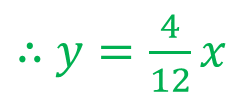 ∴ y = 4/12 x